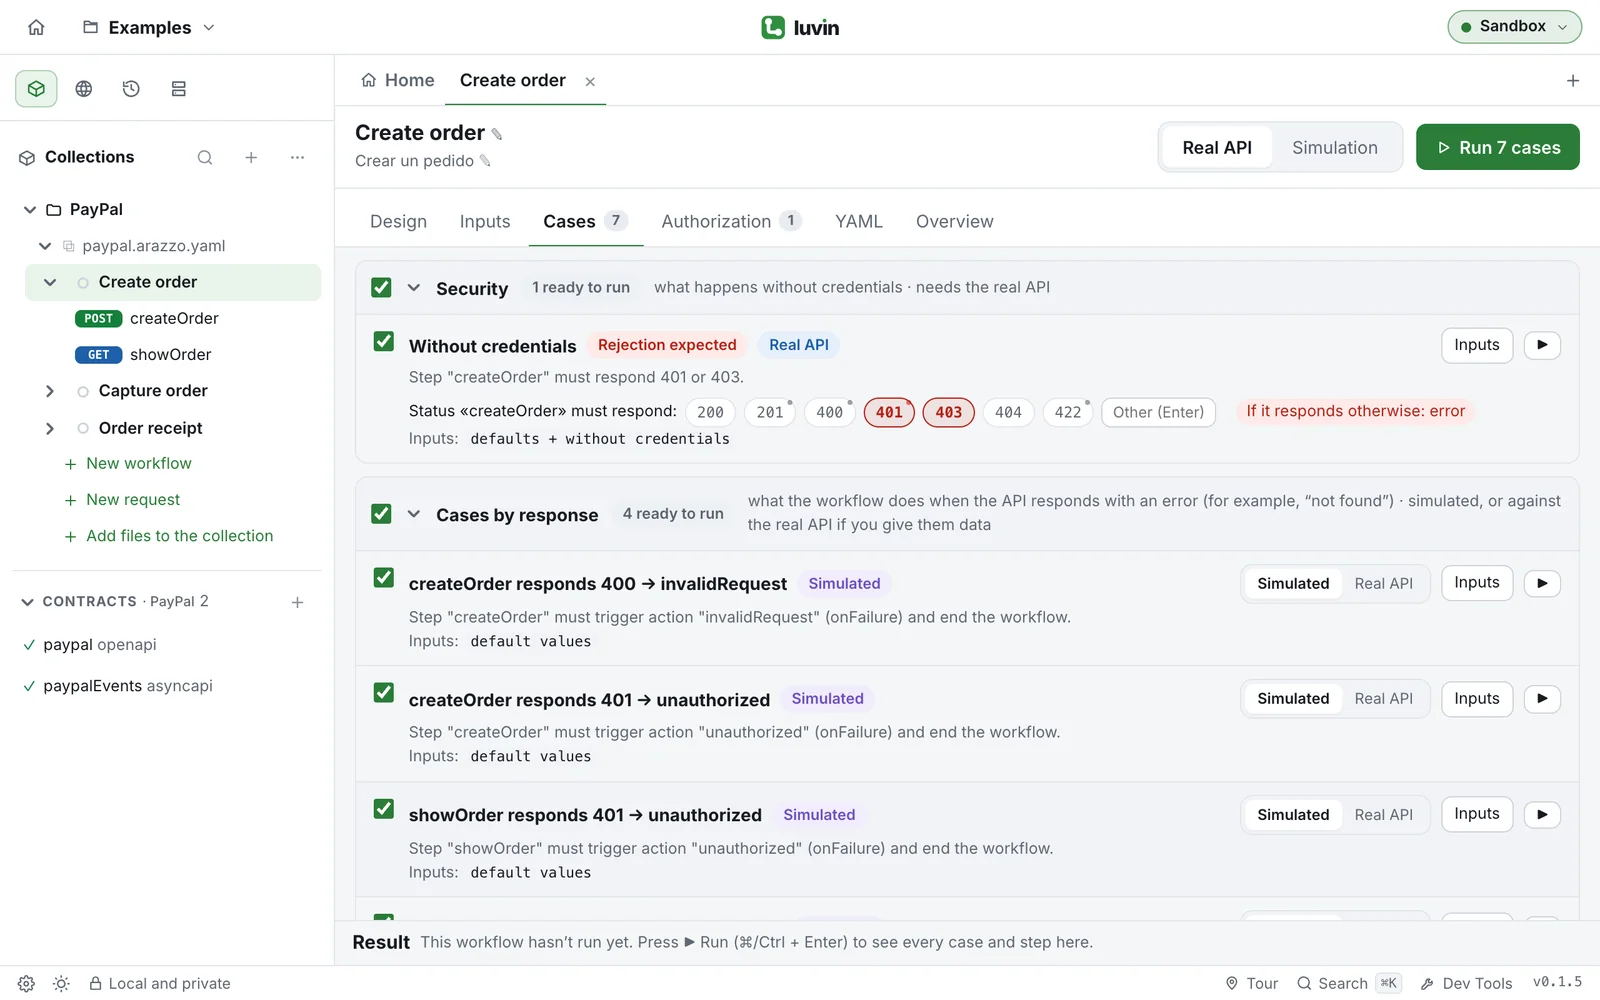 Examples
luvin
Sandbox
Home
Create order
Collections
PayPal
paypal.arazzo.yaml
Create order
POST createOrder
GET showOrder
Capture order
Order receipt
+ New workflow
+ New request
+ Add files to the collection
CONTRACTS · PayPal 2
paypal openapi
paypalEvents asyncapi
Create order
Crear un pedido
Real API
Simulation
Run 7 cases
Design
Inputs
Cases 7
Authorization 1
YAML
Overview
Security 1 ready to run what happens without credentials · needs the real API
Without credentials Rejection expected Real API Inputs
Step "createOrder" must respond 401 or 403.
Status «createOrder» must respond: 200 201 400 401 403 404 422 Other (Enter) If it responds otherwise: error
Inputs: defaults + without credentials
Cases by response 4 ready to run
what the workflow does when the API responds with an error (for example, “not found”) · simulated, or against
the real API if you give them data
createOrder responds 400 → invalidRequest Simulated Simulated Real API Inputs
Step "createOrder" must trigger action "invalidRequest" (onFailure) and end the workflow.
Inputs: default values
createOrder responds 401 → unauthorized Simulated Simulated Real API Inputs
Step "createOrder" must trigger action "unauthorized" (onFailure) and end the workflow.
Inputs: default values
showOrder responds 401 → unauthorized Simulated Simulated Real API Inputs
Step "showOrder" must trigger action "unauthorized" (onFailure) and end the workflow.
Inputs: default values
Result This workflow hasn’t run yet. Press ▶ Run (⌘/Ctrl + Enter) to see every case and step here.
Local and private
Tour
Search ⌘K
Dev Tools
v0.1.5